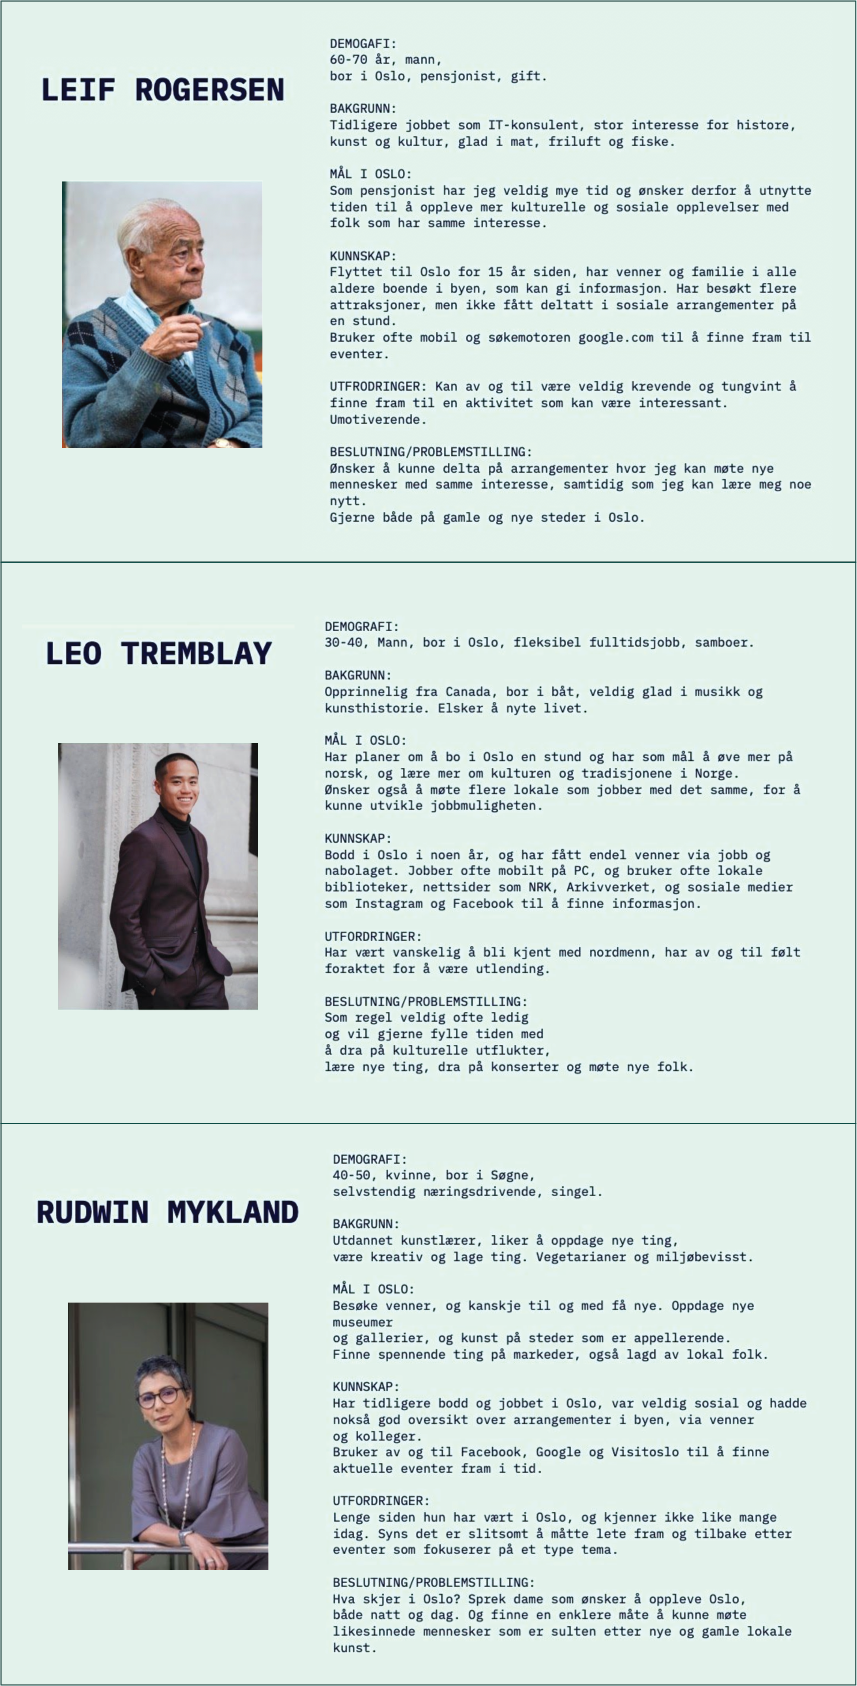 LEIF ROGERSEN
DEMOGAFI:
60-70 år, mann,
bor i Oslo, pensjonist, gift.
BAKGRUNN:
Tidligere jobbet som IT-konsulent, stor interesse for histore,
kunst og kultur, glad i mat, friluft og fiske.
MÅL I OSLO:
Som pensjonist har jeg veldig mye tid og ønsker derfor å utnytte
tiden til å oppleve mer kulturelle og sosiale opplevelser med
folk som har samme interesse.
KUNNSKAP:
Flyttet til Oslo for 15 år siden, har venner og familie i alle
aldere boende i byen, som kan gi informasjon. Har besøkt flere
attraksjoner, men ikke fått deltatt i sosiale arrangementer på
en stund.
Bruker ofte mobil og søkemotoren google.com til å finne fram til
eventer.
UTFRODRINGER: Kan av og til være veldig krevende og tungvint å
finne fram til en aktivitet som kan være interessant.
Umotiverende.
BESLUTNING/PROBLEMSTILLING:
Ønsker å kunne delta på arrangementer hvor jeg kan møte nye
mennesker med samme interesse, samtidig som jeg kan lære meg noe
nytt.
Gjerne både på gamle og nye steder i Oslo.
LEO TREMBLAY
DEMOGRAFI:
30-40, Mann, bor i Oslo, fleksibel fulltidsjobb, samboer.
BAKGRUNN:
Opprinnelig fra Canada, bor i båt, veldig glad i musikk og
kunsthistorie. Elsker å nyte livet.
MÅL I OSLO:
Har planer om å bo i Oslo en stund og har som mål å øve mer på
norsk, og lære mer om kulturen og tradisjonene i Norge.
Ønsker også å møte flere lokale som jobber med det samme, for å
kunne utvikle jobbmuligheten.
KUNNSKAP:
Bodd i Oslo i noen år, og har fått endel venner via jobb og
nabolaget. Jobber ofte mobilt på PC, og bruker ofte lokale
biblioteker, nettsider som NRK, Arkivverket, og sosiale medier
som Instagram og Facebook til å finne informasjon.
UTFORDRINGER:
Har vært vanskelig å bli kjent med nordmenn, har av og til følt
foraktet for å være utlending.
BESLUTNING/PROBLEMSTILLING:
Som regel veldig ofte ledig
og vil gjerne fylle tiden med
å dra på kulturelle utflukter,
lære nye ting, dra på konserter og møte nye folk.
RUDWIN MYKLAND
DEMOGRAFI:
40-50, kvinne, bor i Søgne,
selvstendig næringsdrivende, singel.
BAKGRUNN:
Utdannet kunstlærer, liker å oppdage nye ting,
være kreativ og lage ting. Vegetarianer og miljøbevisst.
MÅL I OSLO:
Besøke venner, og kanskje til og med få nye. Oppdage nye
museumer
og gallerier, og kunst på steder som er appellerende.
Finne spennende ting på markeder, også lagd av lokal folk.
KUNNSKAP:
Har tidligere bodd og jobbet i Oslo, var veldig sosial og hadde
nokså god oversikt over arrangementer i byen, via venner
og kolleger.
Bruker av og til Facebook, Google og Visitoslo til å finne
aktuelle eventer fram i tid.
UTFORDRINGER:
Lenge siden hun har vært i Oslo, og kjenner ikke like mange
idag. Syns det er slitsomt å måtte lete fram og tilbake etter
eventer som fokuserer på et type tema.
BESLUTNING/PROBLEMSTILLING:
Hva skjer i Oslo? Sprek dame som ønsker å oppleve Oslo,
både natt og dag. Og finne en enklere måte å kunne møte
likesinnede mennesker som er sulten etter nye og gamle lokale
kunst.